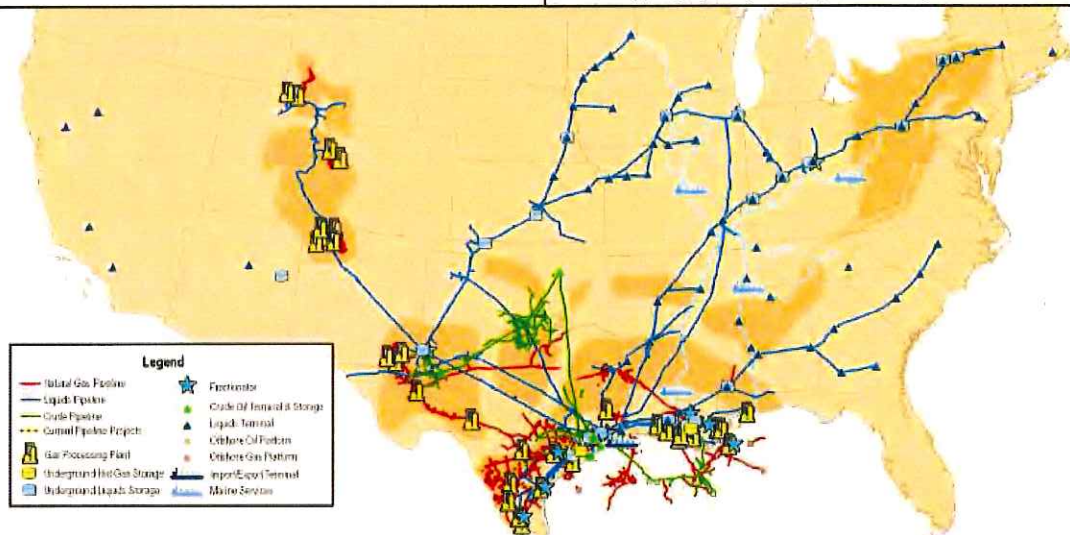 Legend
Natural Gas Pipeline
Liquids Pipeline
Crude Pipeline
Current Pipeline Projects
Gas Processing Plant
Underground Nat Gas Storage
Underground Liquids Storage
Fractionator
Crude Oil Terminal & Storage
Liquids Terminal
Offshore Oil Platform
Offshore Gas Platform
Import/Export Terminal
Marine Services